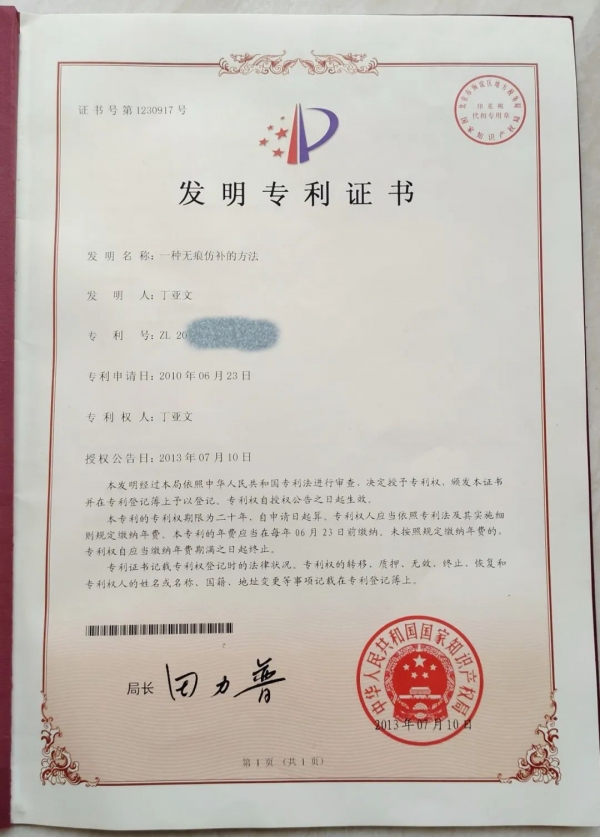 证书号第1230917号
印花税
代扣专用章
国家知识产权局
发明专利证书
发明名称:一种无痕仿补的方法
发明人:丁亚文
专利号:ZL 20
专利申请日:2010年06月23日
专利权人:丁亚文
授权公告日:2013年07月10日
本发明经过本局依照中华人民共和国专利法进行审查,决定授予专利权,颁发本证书
并在专利登记簿上予以登记。专利权自授权公告之日起生效。
本专利的专利权期限为二十年,自申请日起算。专利权人应当依照专利法及其实施细
则规定缴纳年费。本专利的年费应当在每年06月23日前缴纳。未按照规定缴纳年费的,
专利权自应当缴纳年费期满之日起终止。
专利证书记载专利权登记时的法律状况。专利权的转移、质押、无效、终止、恢复和
专利权人的姓名或名称、国籍、地址变更等事项记载在专利登记簿上。
局长 田力普
中华人民共和国国家知识产权局
2013年07月10日
第1页(共1页)